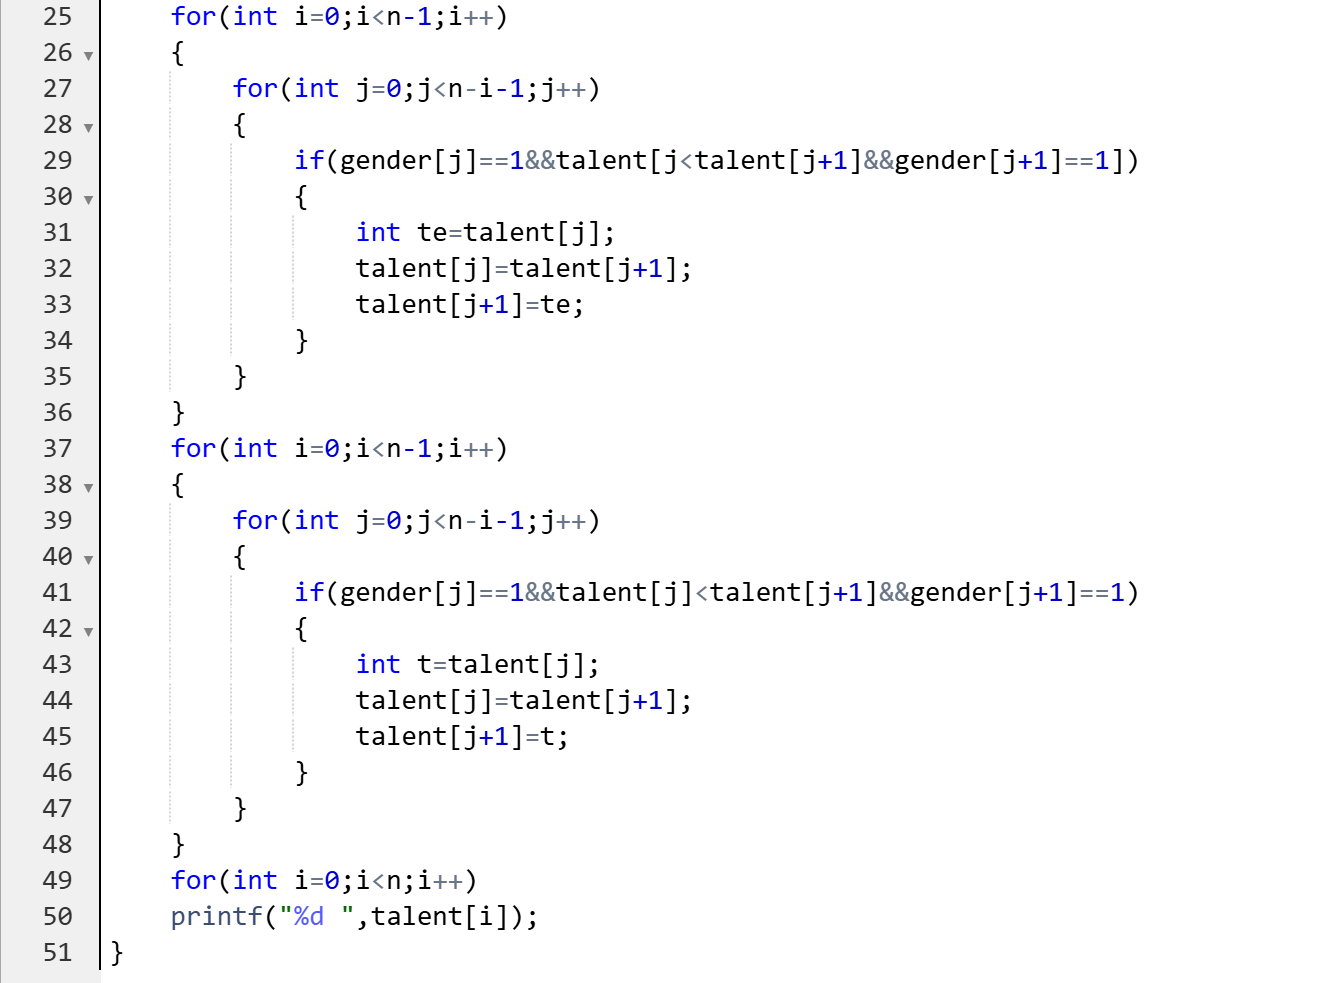 25 for(int i=0;i<n-1;i++)
26 {
27 for(int j=0;j<n-i-1;j++)
28 {
29 if(gender[j]==1&&talent[j<talent[j+1]&&gender[j+1]==1])
30 {
31 int te=talent[j];
32 talent[j]=talent[j+1];
33 talent[j+1]=te;
34 }
35 }
36 }
37 for(int i=0;i<n-1;i++)
38 {
39 for(int j=0;j<n-i-1;j++)
40 {
41 if(gender[j]==1&&talent[j]<talent[j+1]&&gender[j+1]==1)
42 {
43 int t=talent[j];
44 talent[j]=talent[j+1];
45 talent[j+1]=t;
46 }
47 }
48 }
49 for(int i=0;i<n;i++)
50 printf("%d ",talent[i]);
51 }